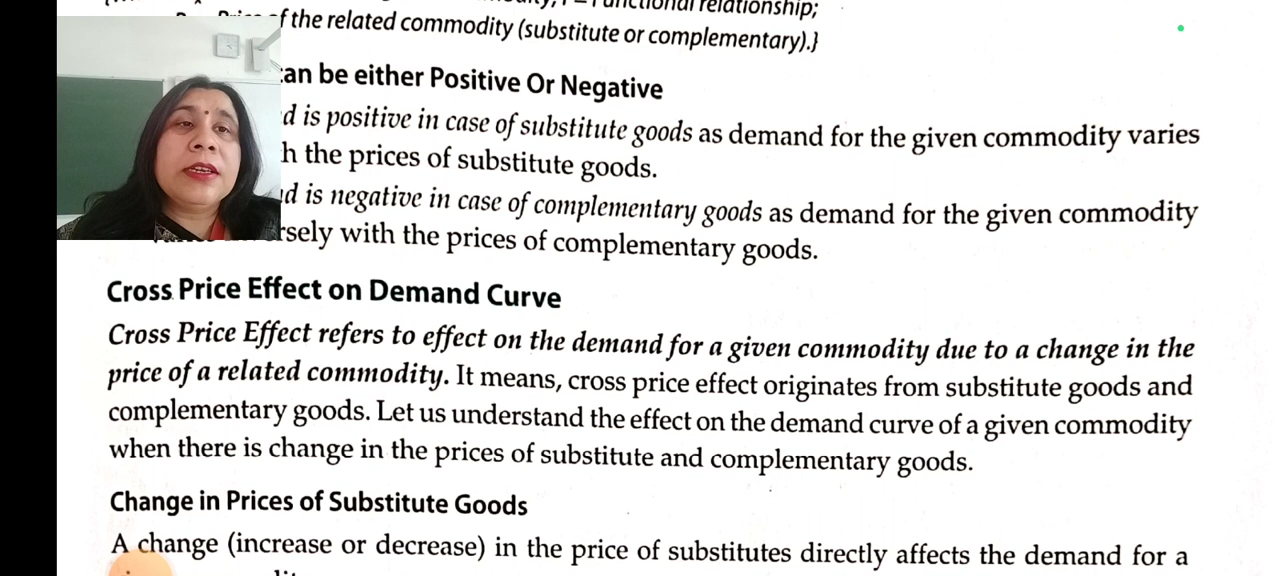 Functional relationship;
f the related commodity (substitute or complementary).}
an be either Positive Or Negative
d is positive in case of substitute goods as demand for the given commodity varies
h the prices of substitute goods.
d is negative in case of complementary goods as demand for the given commodity
rsely with the prices of complementary goods.
Cross Price Effect on Demand Curve
Cross Price Effect refers to effect on the demand for a given commodity due to a change in the
price of a related commodity. It means, cross price effect originates from substitute goods and
complementary goods. Let us understand the effect on the demand curve of a given commodity
when there is change in the prices of substitute and complementary goods.
Change in Prices of Substitute Goods
A change (increase or decrease) in the price of substitutes directly affects the demand for a